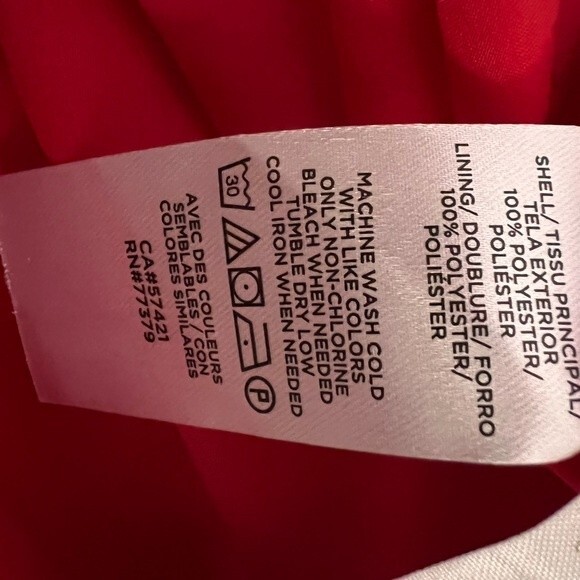 SHELL/ TISSU PRINCIPAL/
TELA EXTERIOR
100% POLYESTER/
POLIÉSTER
LINING/ DOUBLURE/ FORRO
100% POLYESTER/
POLIÉSTER
MACHINE WASH COLD
WITH LIKE COLORS
ONLY NON-CHLORINE
BLEACH WHEN NEEDED
TUMBLE DRY LOW
COOL IRON WHEN NEEDED
30
P
AVEC DES COULEURS
SEMBLABLES / CON
COLORES SIMILARES
CA#57421
RN#77379